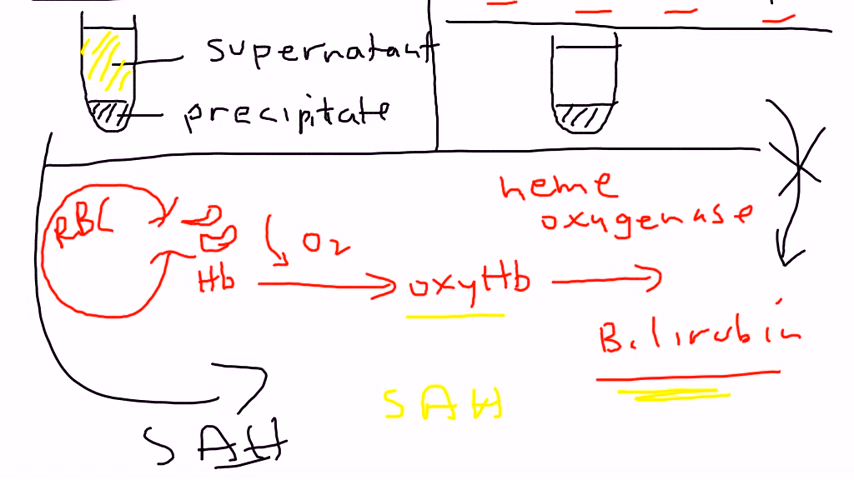 supernatant
precipitate
heme
oxygenase
RBC
O2
Hb
oxyHb
Bilirubin
SAH
SAH